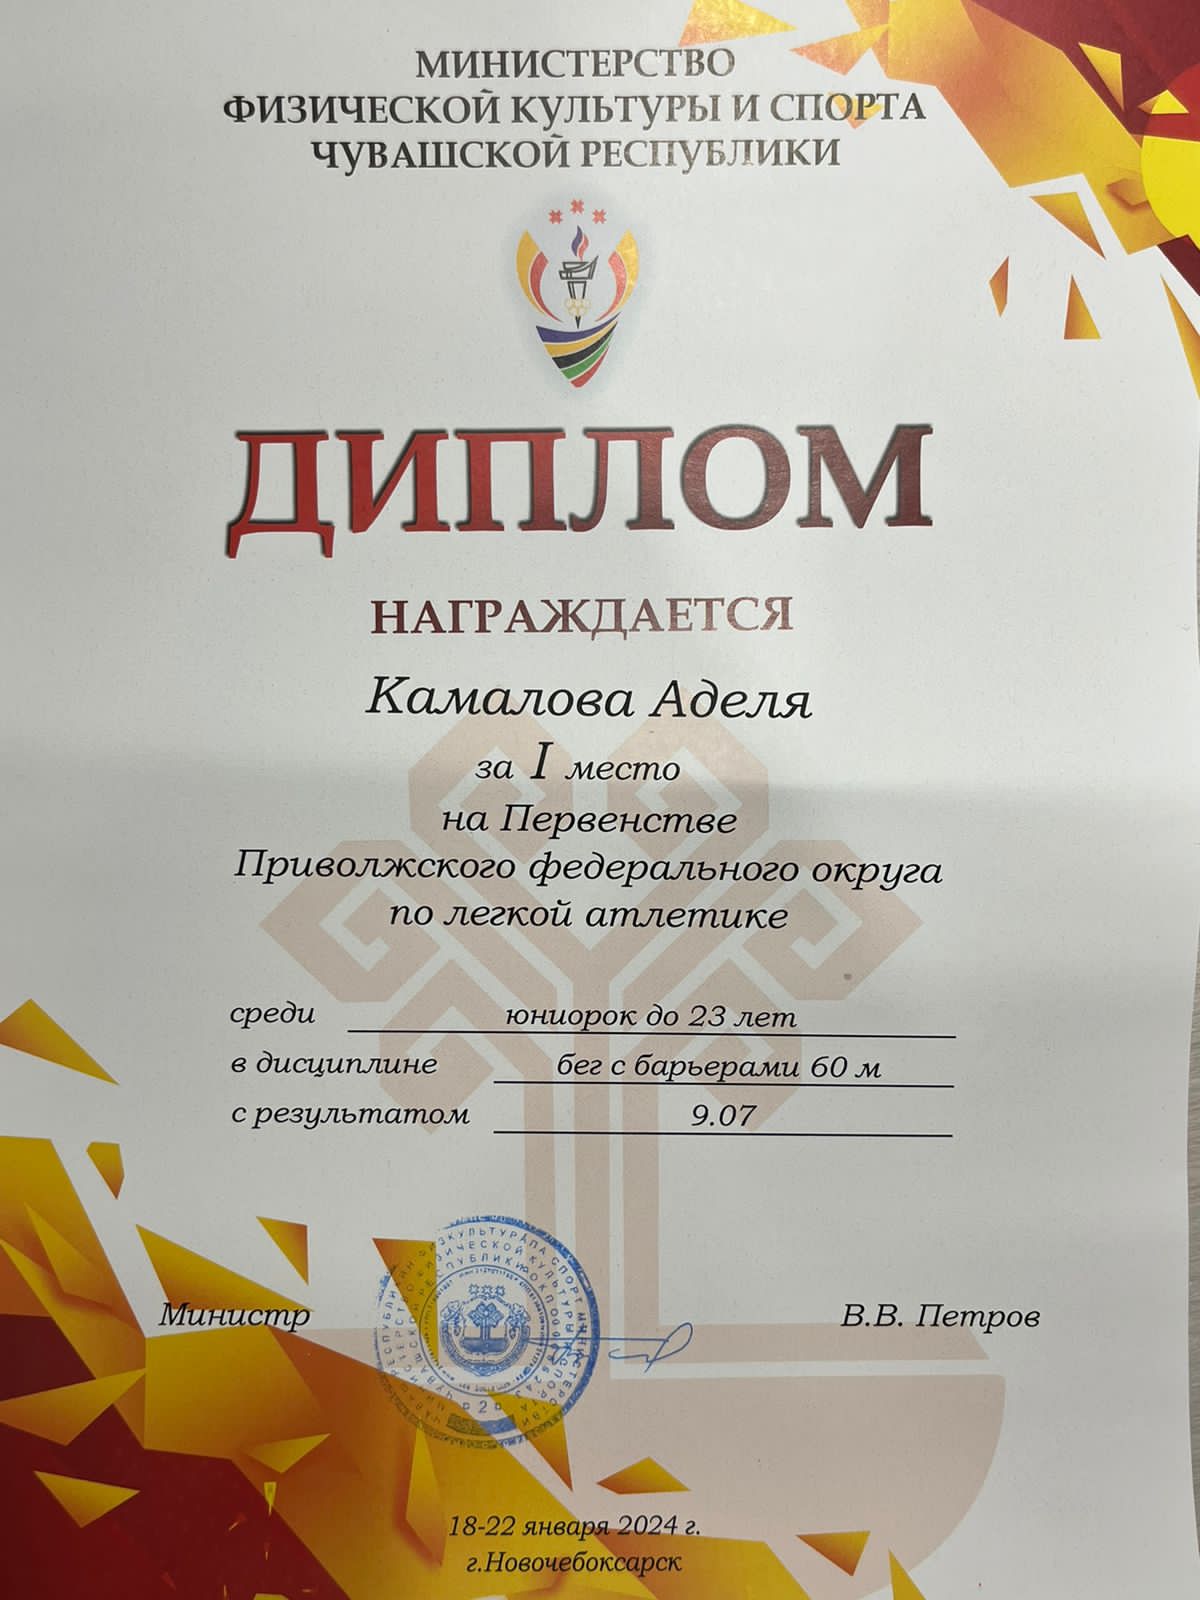 МИНИСТЕРСТВО
ФИЗИЧЕСКОЙ КУЛЬТУРЫ И СПОРТА
ЧУВАШСКОЙ РЕСПУБЛИКИ
ДИПЛОМ
НАГРАЖДАЕТСЯ
Камалова Аделя
за I место
на Первенстве
Приволжского федерального округа
по легкой атлетике
среди юниорок до 23 лет
в дисциплине бег с барьерами 60 м
с результатом 9.07
Министр В.В. Петров
18-22 января 2024 г.
г.Новочебоксарск